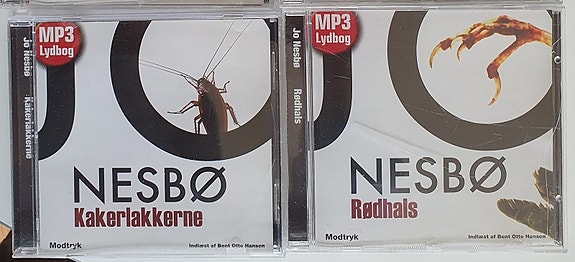 MP3
Lydbog
Jo Nesbø
Kakerlakkerne
JO
NESBØ
Kakerlakkerne
Modtryk
Indlæst af Bent Otto Hansen
MP3
Lydbog
Jo Nesbø
Rødhals
JO
NESBØ
Rødhals
Modtryk
Indlæst af Bent Otto Hansen